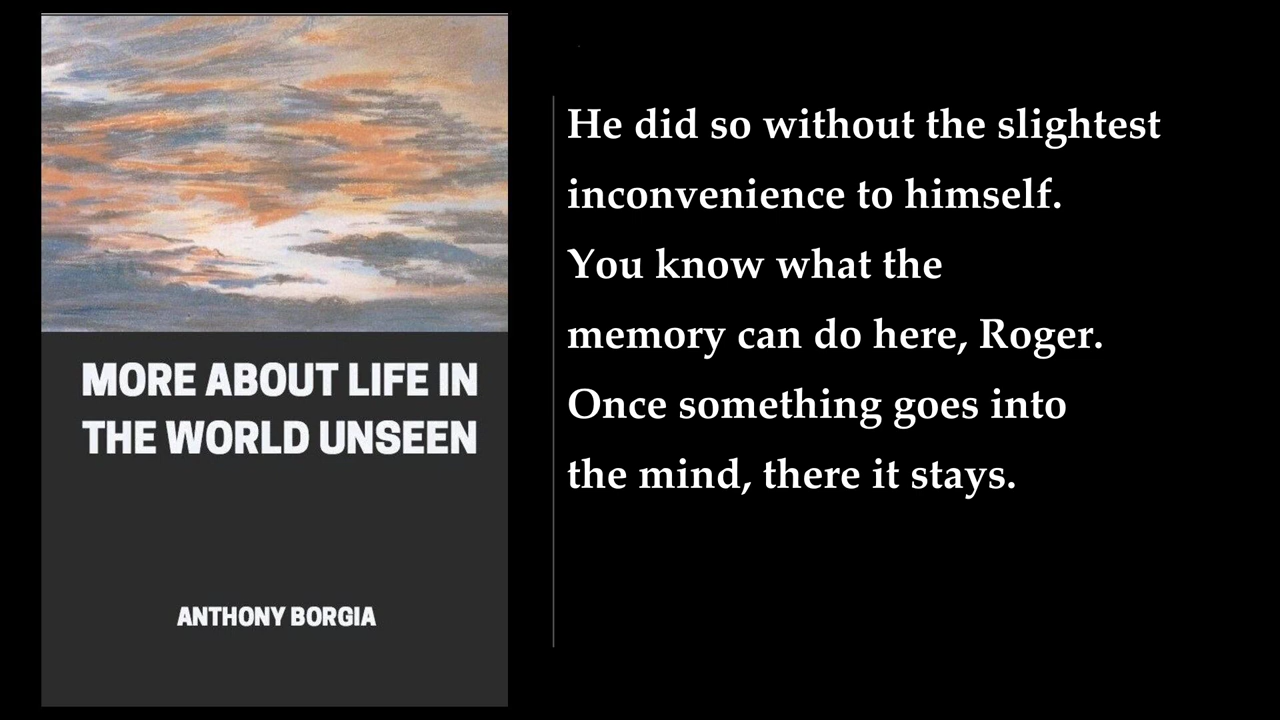 MORE ABOUT LIFE IN
THE WORLD UNSEEN
ANTHONY BORGIA
He did so without the slightest
inconvenience to himself.
You know what the
memory can do here, Roger.
Once something goes into
the mind, there it stays.